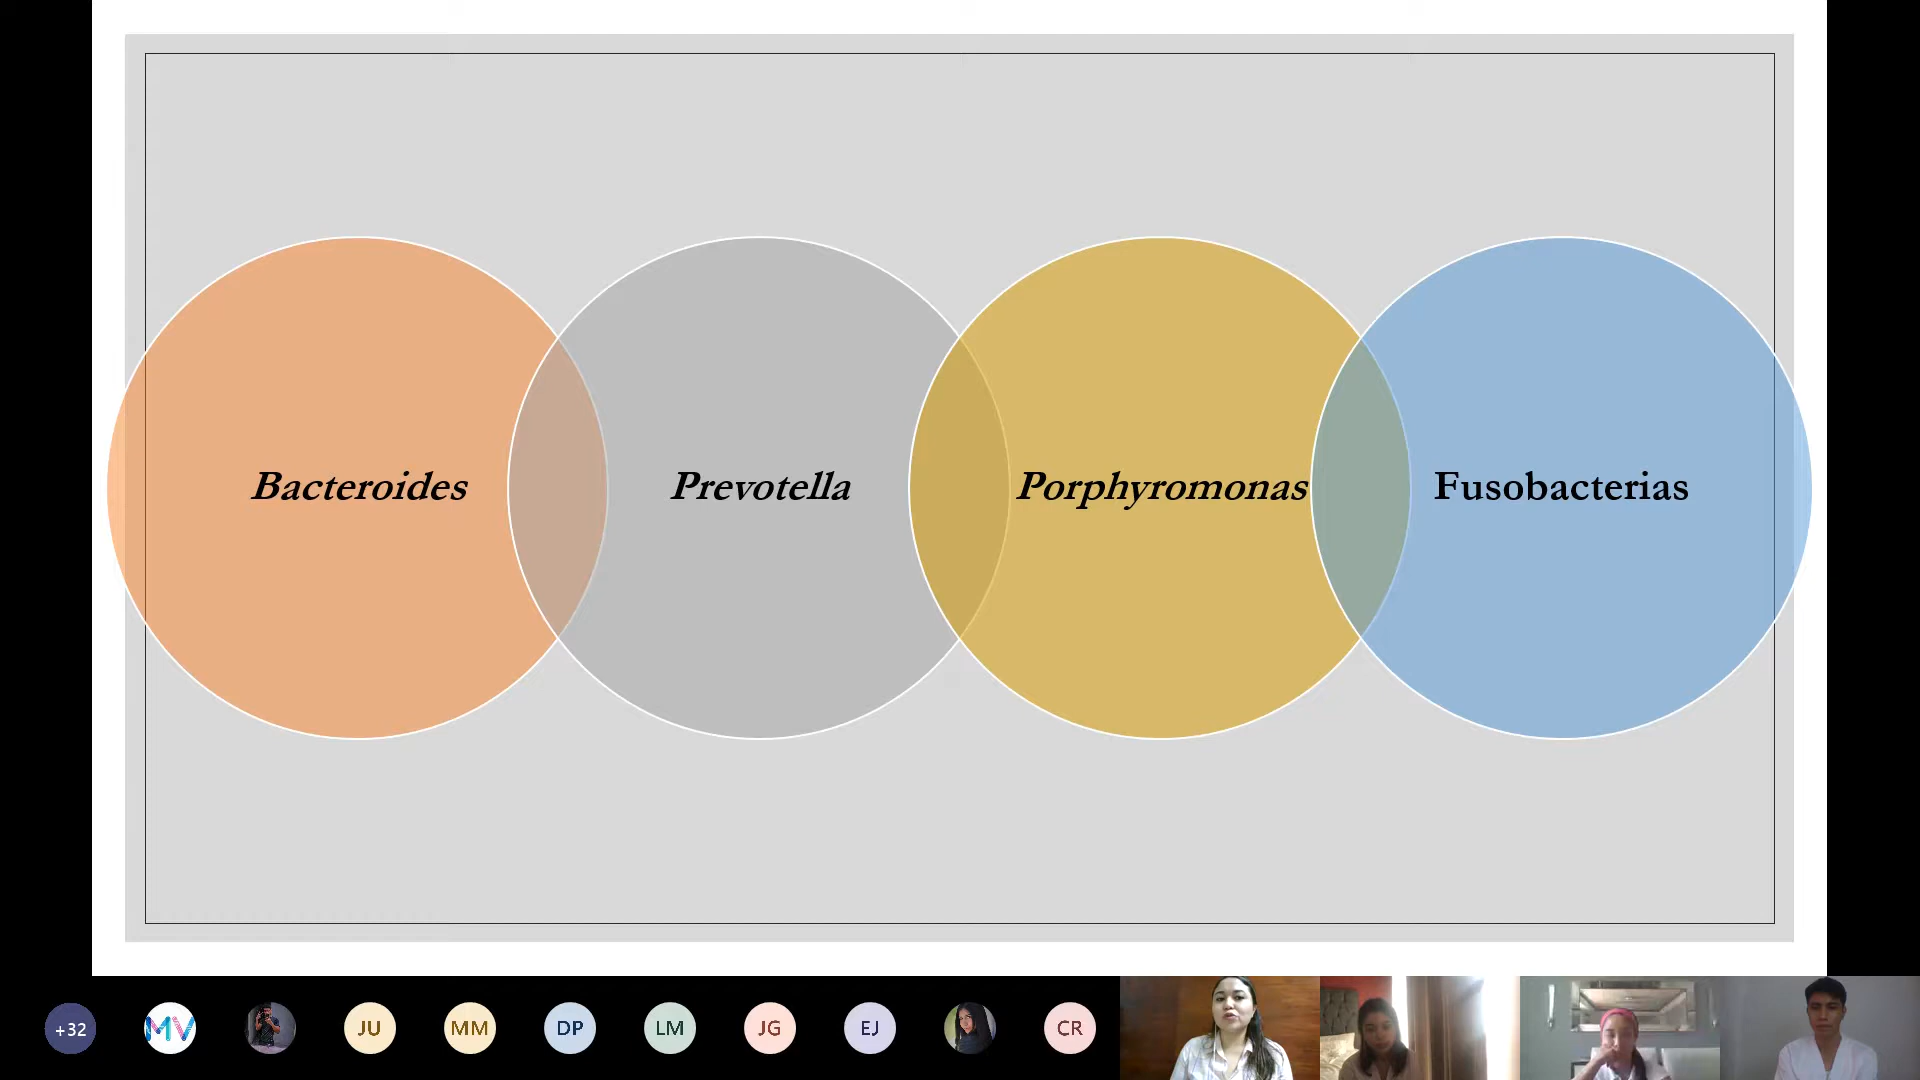 Bacteroides
Prevotella
Porphyromonas
Fusobacterias
+32
MV
JU
MM
DP
LM
JG
EJ
CR